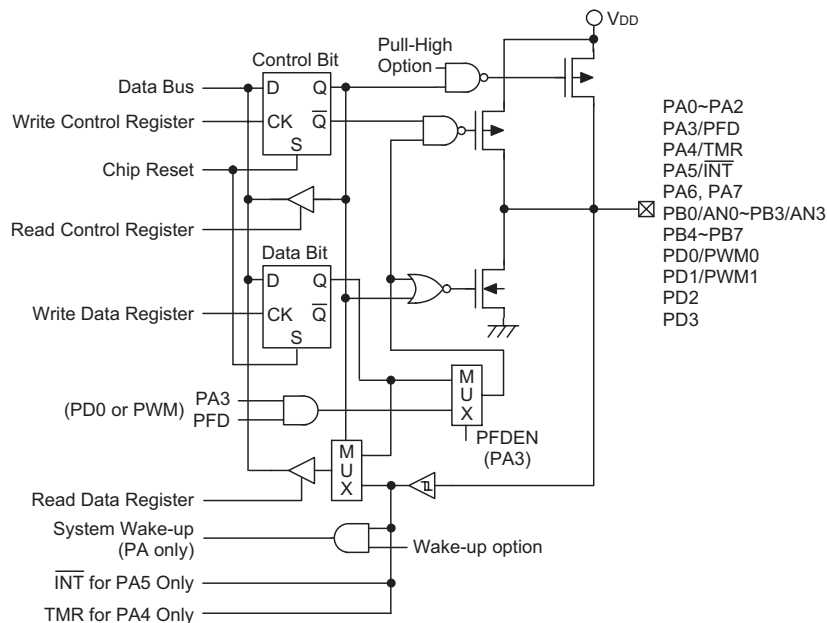 VDD
Control Bit
Pull-High
Option
Data Bus
D
Q
Write Control Register
CK
Q
S
Chip Reset
Read Control Register
Data Bit
D
Q
Write Data Register
CK
Q
S
PA0~PA2
PA3/PFD
PA4/TMR
PA5/INT
PA6, PA7
PB0/AN0~PB3/AN3
PB4~PB7
PD0/PWM0
PD1/PWM1
PD2
PD3
(PD0 or PWM)
PA3
PFD
M
U
X
PFDEN
(PA3)
M
U
X
Read Data Register
System Wake-up
(PA only)
Wake-up option
INT for PA5 Only
TMR for PA4 Only